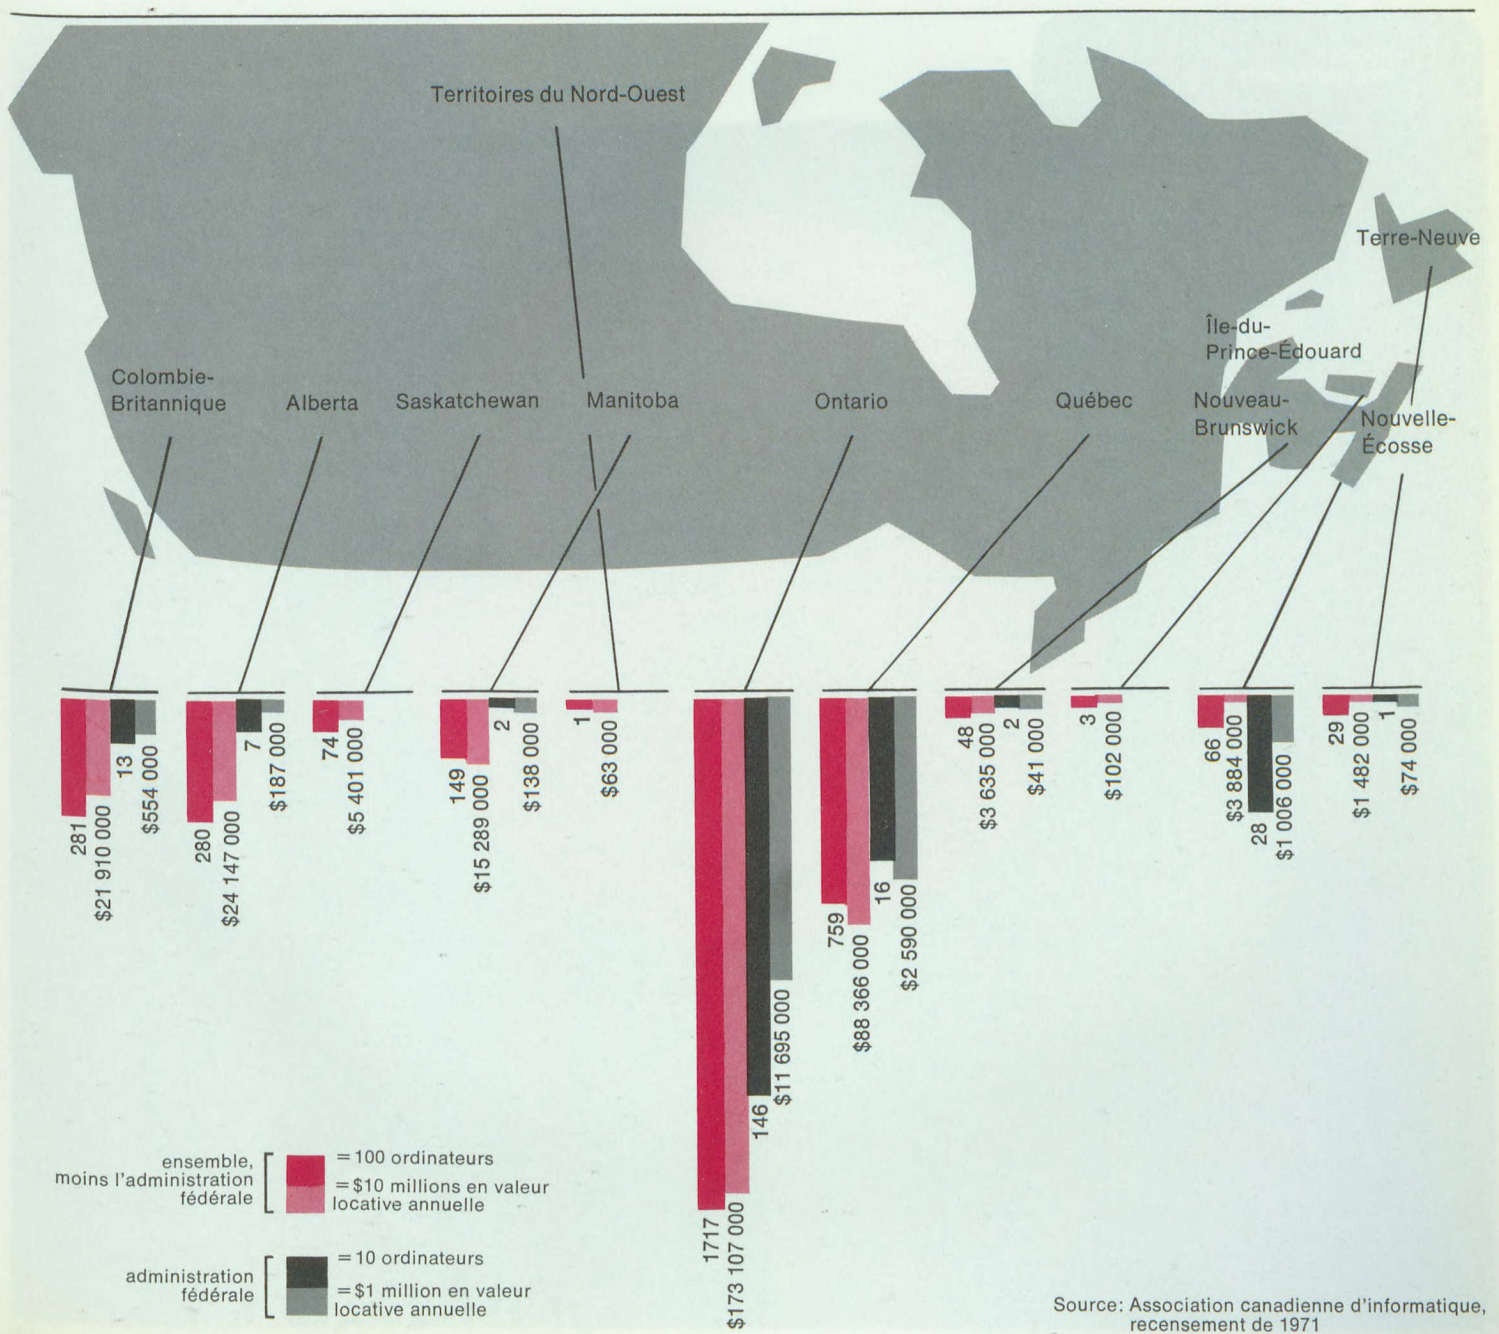 Territoires du Nord-Ouest
Terre-Neuve
Île-du-
Prince-Édouard
Colombie-
Britannique
Alberta
Saskatchewan
Manitoba
Ontario
Québec
Nouveau-
Brunswick
Nouvelle-
Écosse
281
$21 910 000
13
$554 000
280
$24 147 000
7
$187 000
74
$5 401 000
149
$15 289 000
2
$138 000
1
$63 000
1717
$173 107 000
146
$11 695 000
759
$88 366 000
16
$2 590 000
48
$3 635 000
2
$41 000
3
$102 000
66
$3 884 000
28
$1 006 000
29
$1 482 000
1
$74 000
ensemble,
moins l'administration
fédérale
= 100 ordinateurs
= $10 millions en valeur
locative annuelle
administration
fédérale
= 10 ordinateurs
= $1 million en valeur
locative annuelle
Source: Association canadienne d'informatique,
recensement de 1971